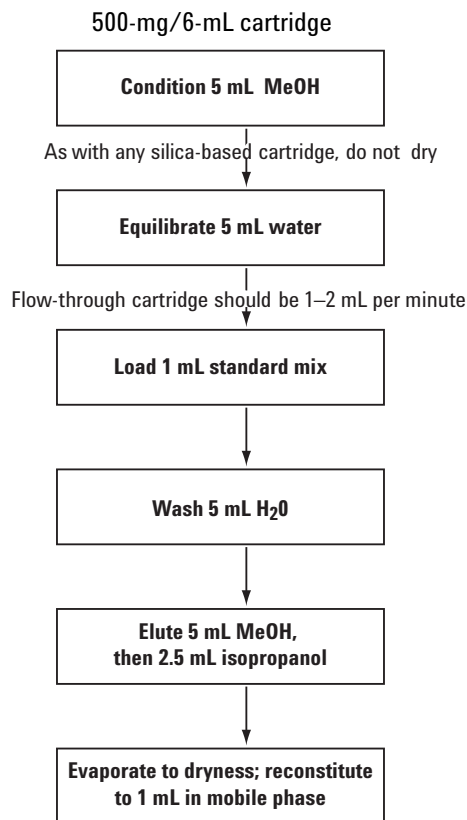 500-mg/6-mL cartridge
Condition 5 mL MeOH
As with any silica-based cartridge, do not dry
Equilibrate 5 mL water
Flow-through cartridge should be 1–2 mL per minute
Load 1 mL standard mix
Wash 5 mL H₂0
Elute 5 mL MeOH,
then 2.5 mL isopropanol
Evaporate to dryness; reconstitute
to 1 mL in mobile phase